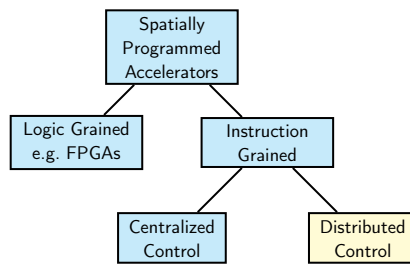 Spatially
Programmed
Accelerators
Logic Grained
e.g. FPGAs
Instruction
Grained
Centralized
Control
Distributed
Control